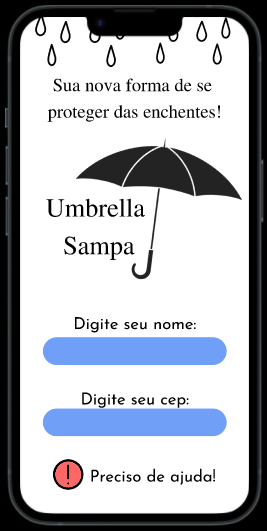 Sua nova forma de se
proteger das enchentes!
Umbrella
Sampa
Digite seu nome:
Digite seu cep:
! Preciso de ajuda!